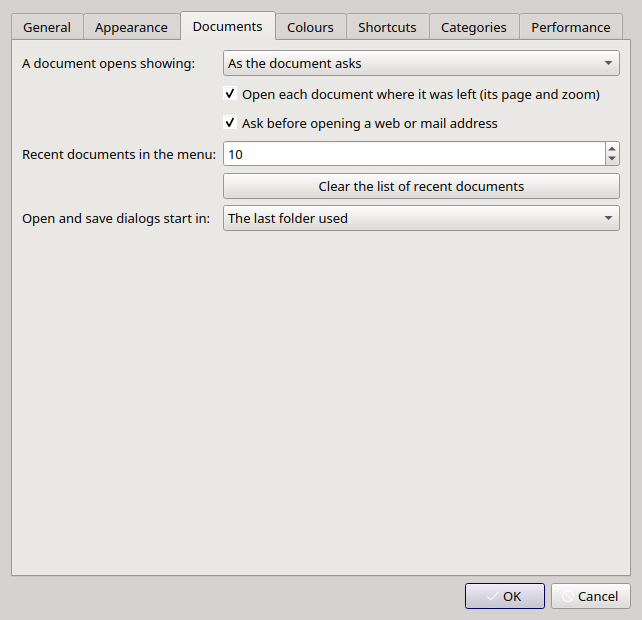 General Appearance Documents Colours Shortcuts Categories Performance
A document opens showing: As the document asks
Open each document where it was left (its page and zoom)
Ask before opening a web or mail address
Recent documents in the menu: 10
Clear the list of recent documents
Open and save dialogs start in: The last folder used
OK Cancel